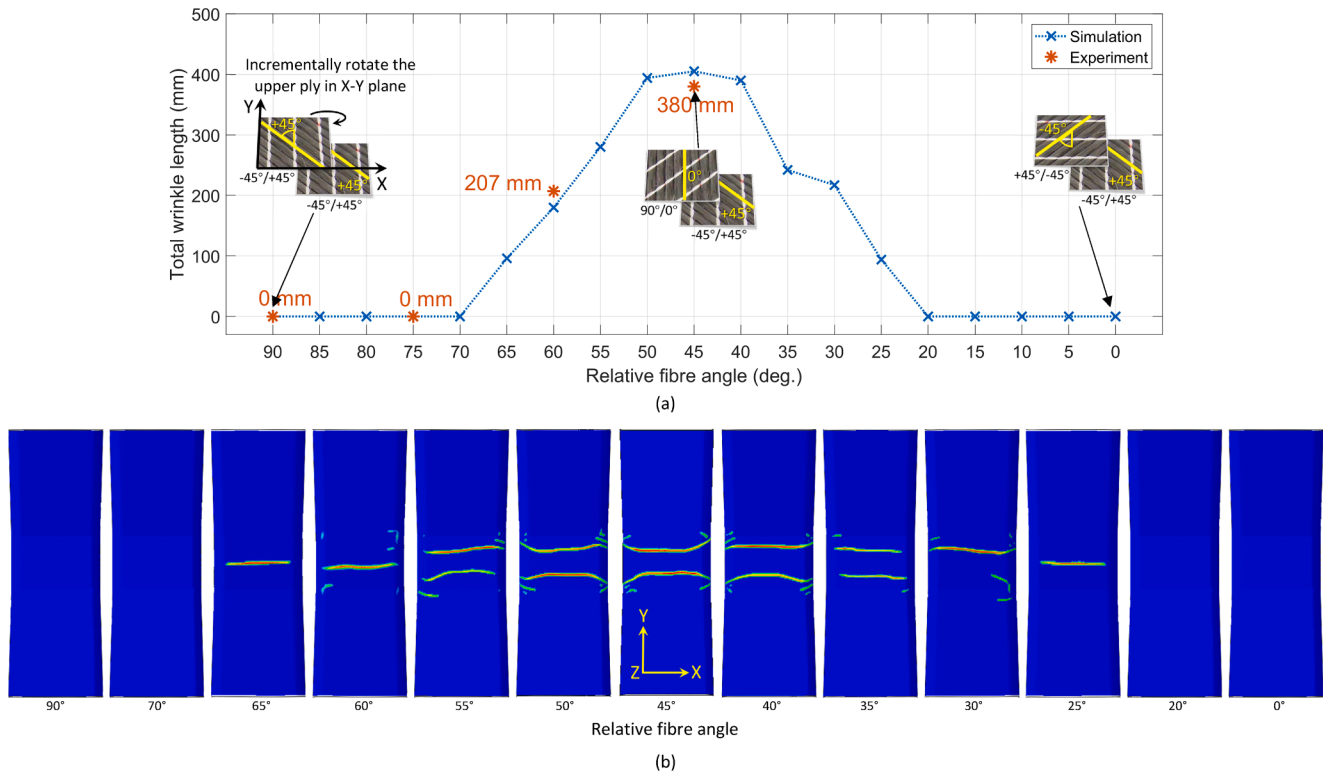 500
400
300
200
100
0
Total wrinkle length (mm)
Simulation
Experiment
Incrementally rotate the
upper ply in X-Y plane
Y
+45°
+45°
X
-45°/+45°
-45°/+45°
0 mm
0 mm
207 mm
380 mm
0°
+45°
90°/0°
-45°/+45°
-45°
+45°
+45°/-45°
-45°/+45°
90 85 80 75 70 65 60 55 50 45 40 35 30 25 20 15 10 5 0
Relative fibre angle (deg.)
(a)
Y
Z X
90° 70° 65° 60° 55° 50° 45° 40° 35° 30° 25° 20° 0°
Relative fibre angle
(b)